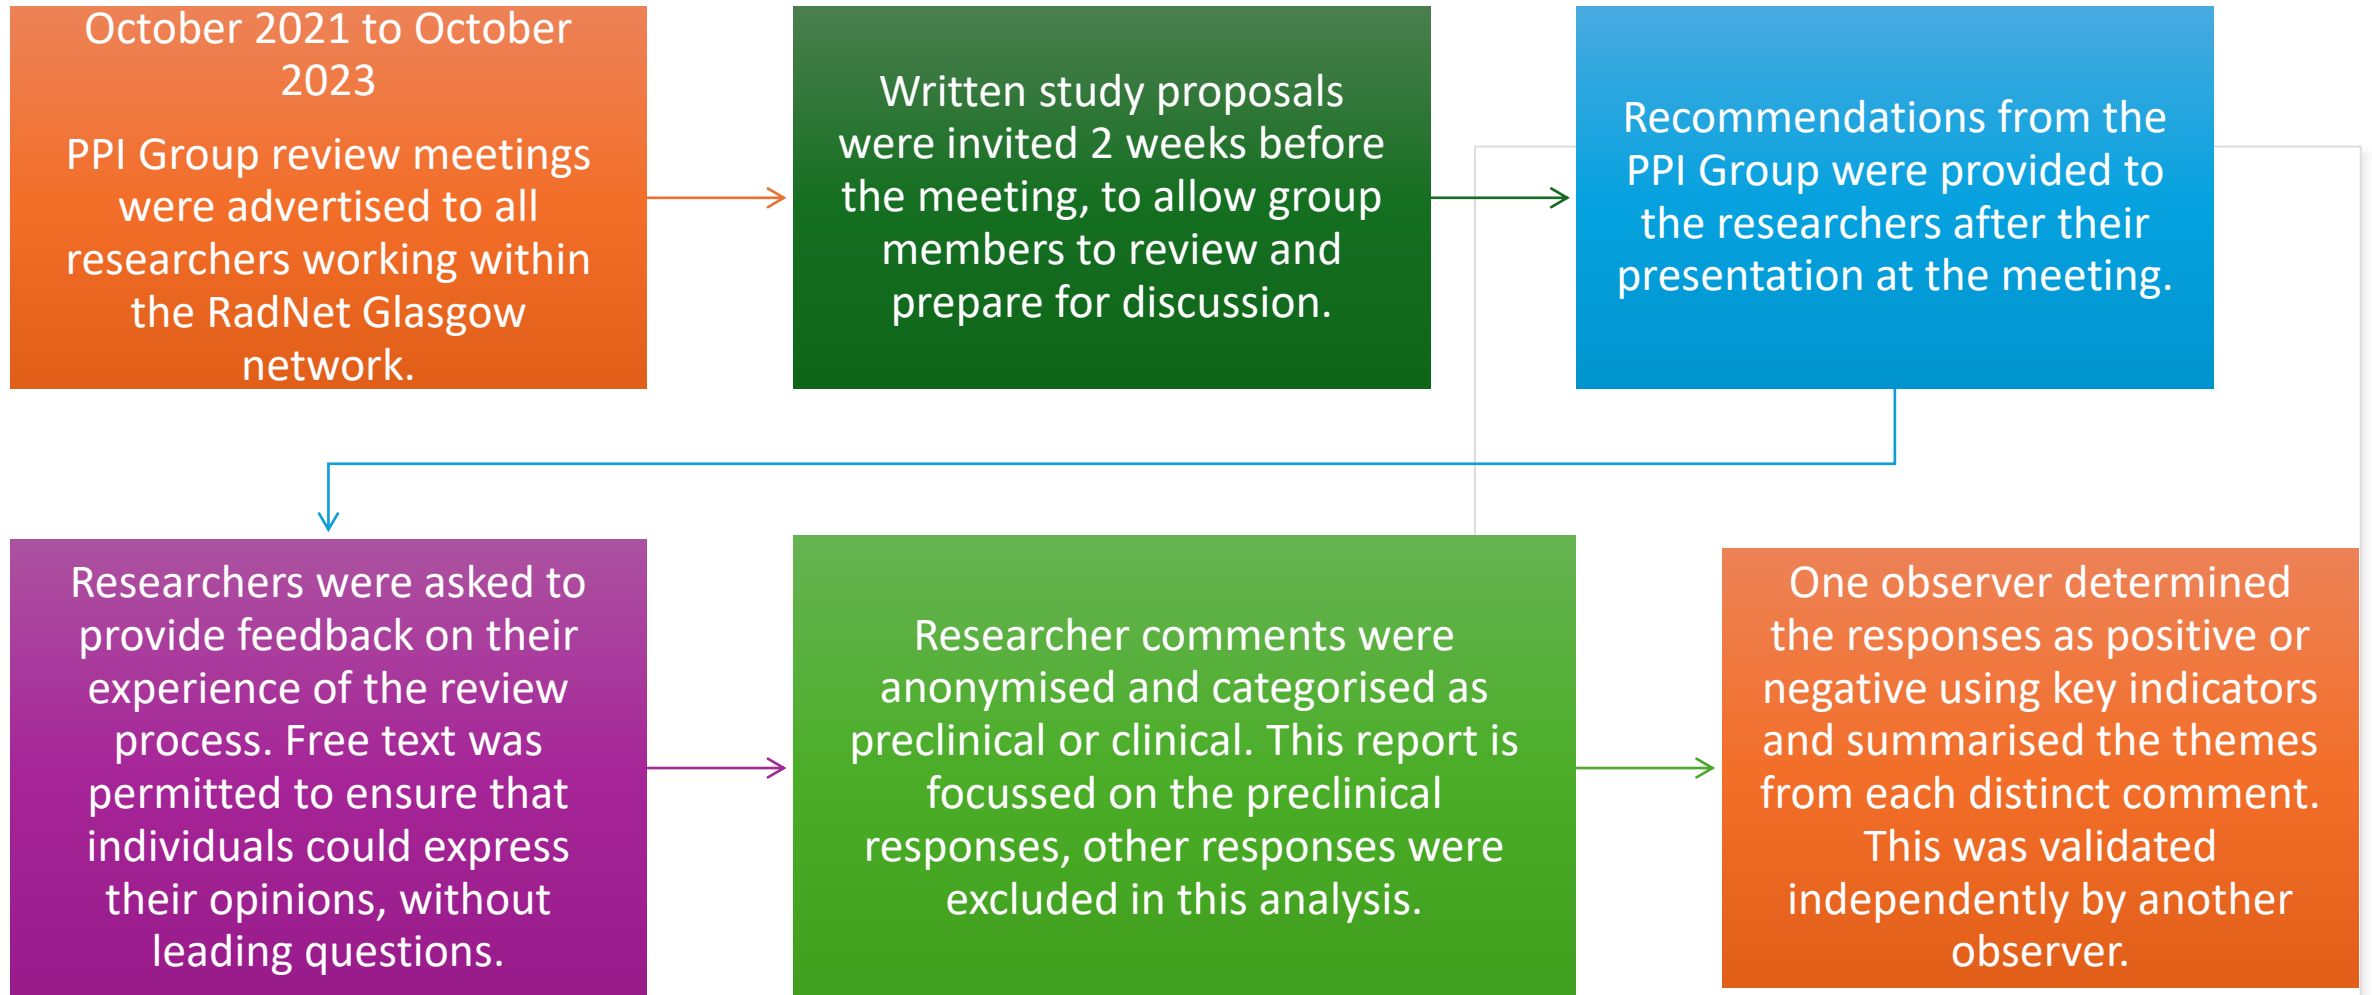 October 2021 to October
2023
PPI Group review meetings
were advertised to all
researchers working within
the RadNet Glasgow
network.
Written study proposals
were invited 2 weeks before
the meeting, to allow group
members to review and
prepare for discussion.
Recommendations from the
PPI Group were provided to
the researchers after their
presentation at the meeting.
Researchers were asked to
provide feedback on their
experience of the review
process. Free text was
permitted to ensure that
individuals could express
their opinions, without
leading questions.
Researcher comments were
anonymised and categorised as
preclinical or clinical. This report is
focussed on the preclinical
responses, other responses were
excluded in this analysis.
One observer determined
the responses as positive or
negative using key indicators
and summarised the themes
from each distinct comment.
This was validated
independently by another
observer.